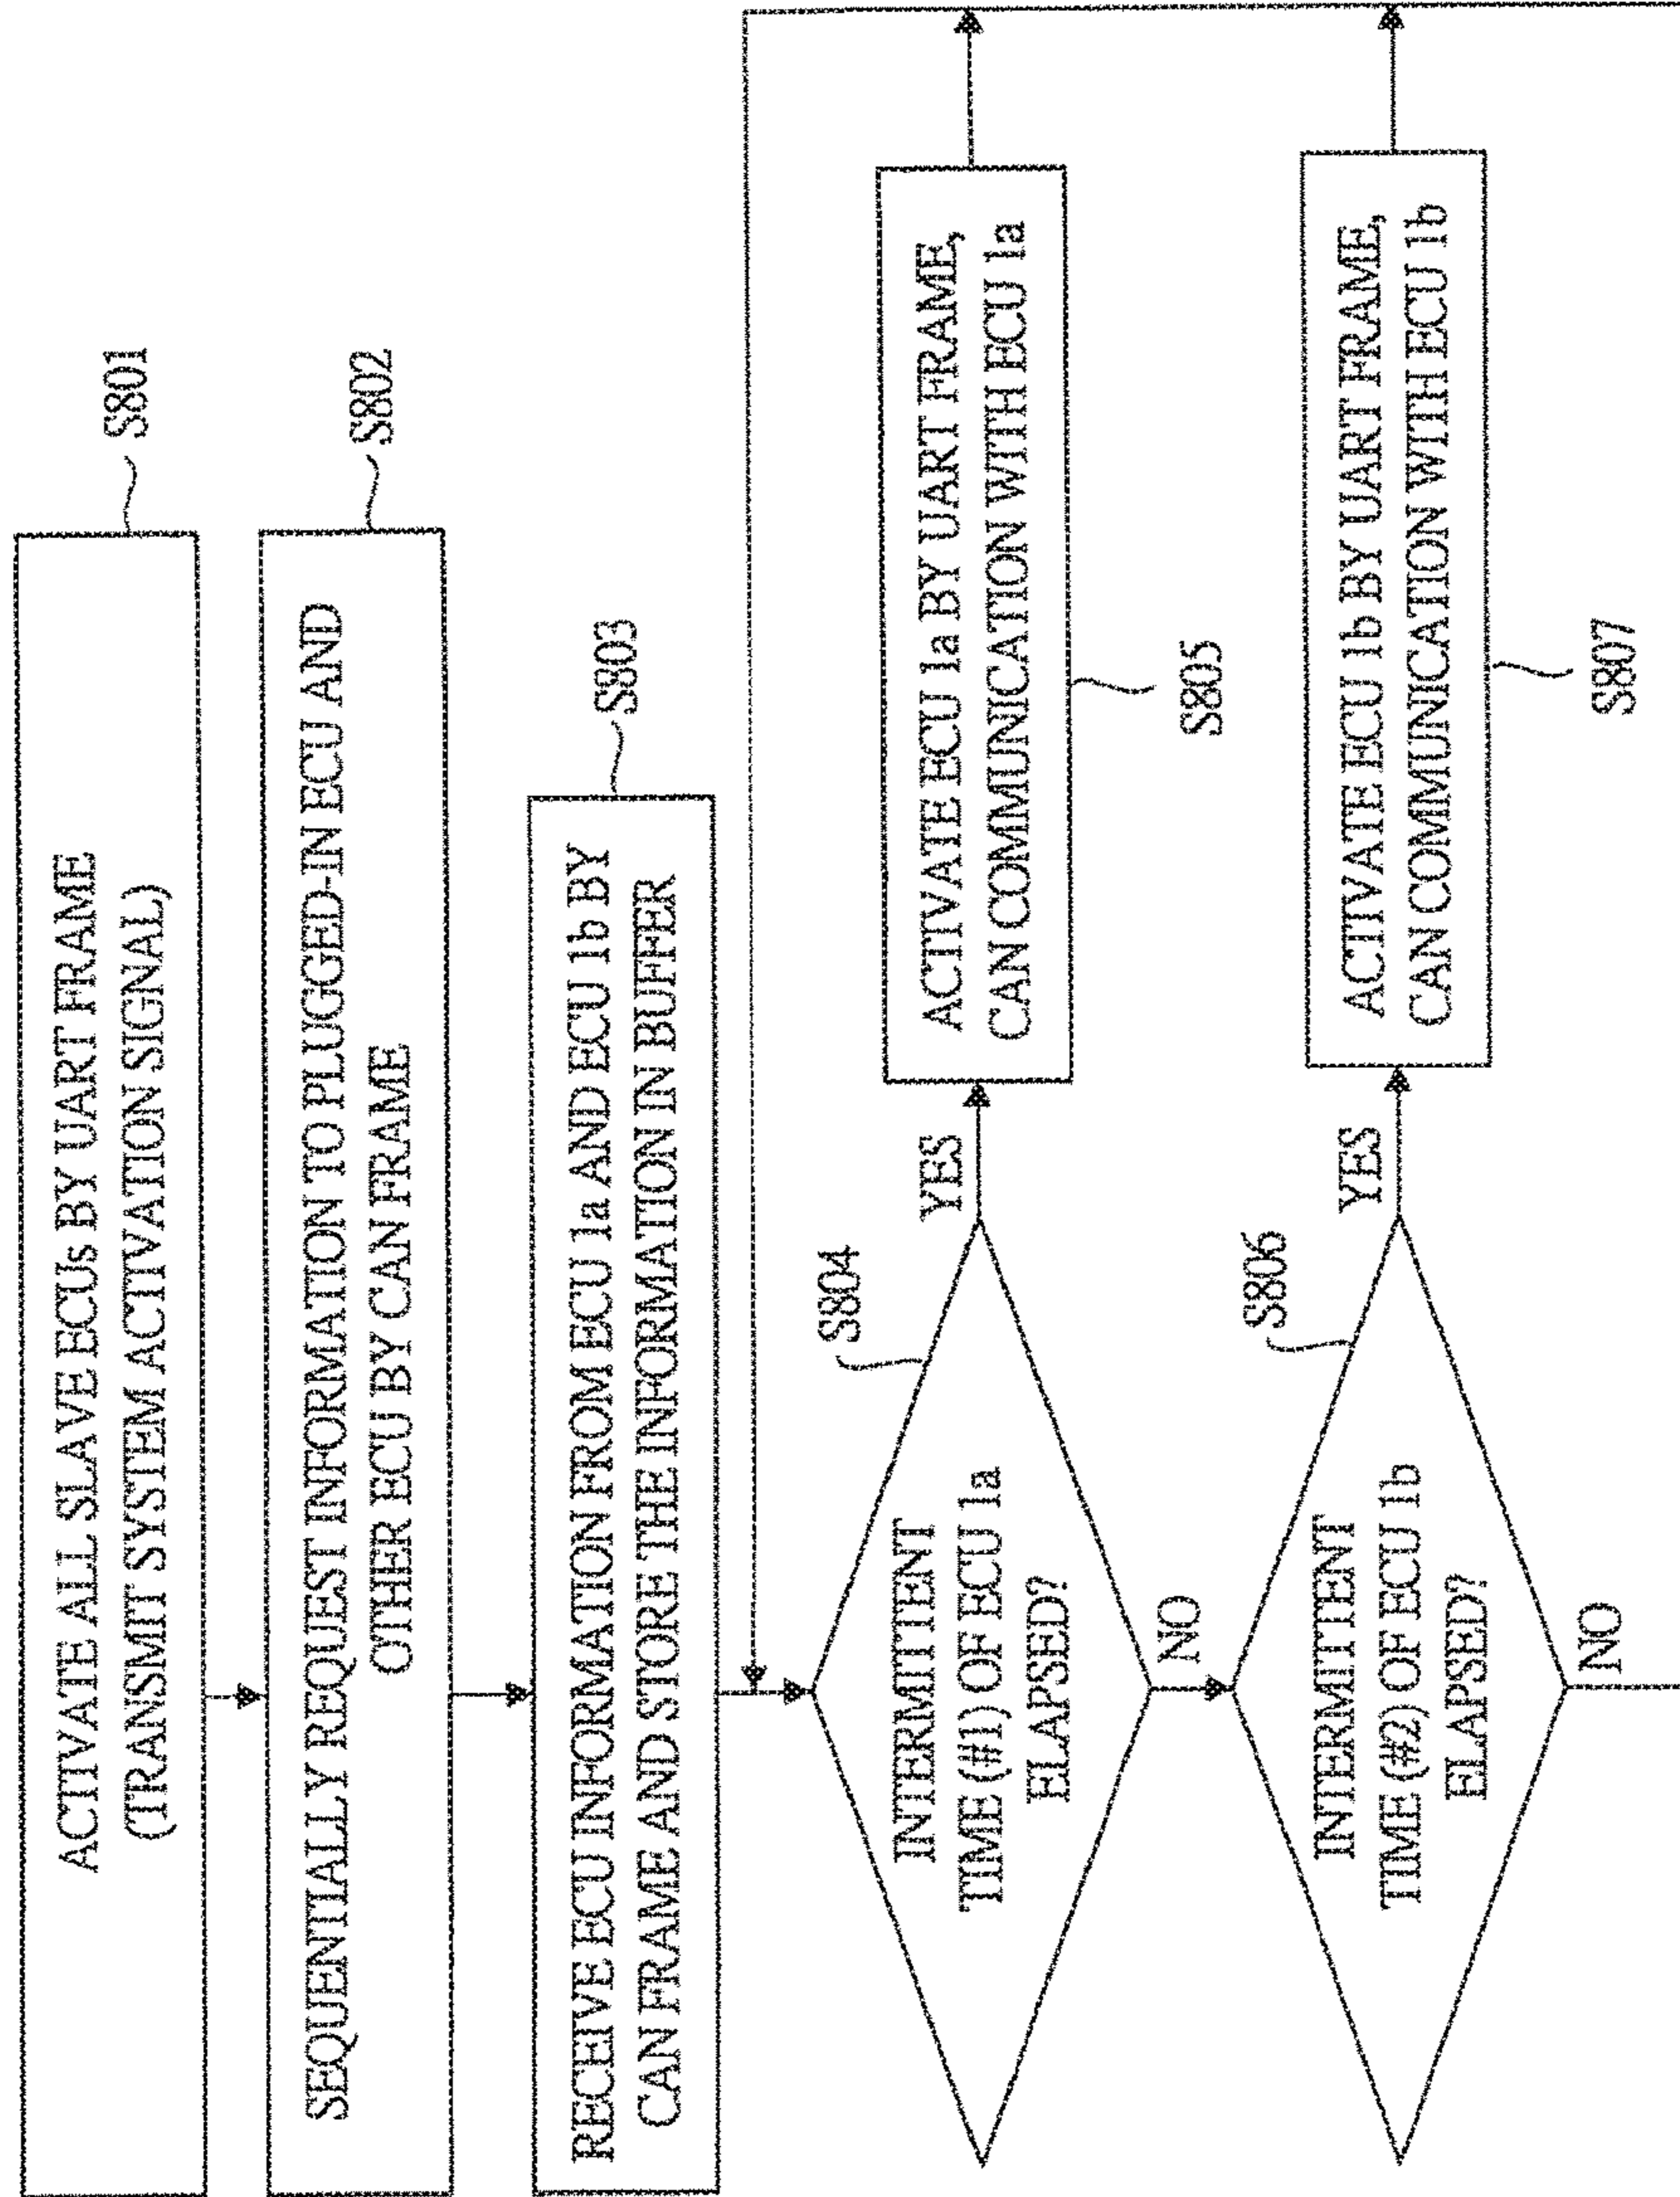 ACTIVATE ALL SLAVE ECUs BY UART FRAME
(TRANSMIT SYSTEM ACTIVATION SIGNAL)
S801
SEQUENTIALLY REQUEST INFORMATION TO PLUGGED-IN ECU AND
OTHER ECU BY CAN FRAME
S802
RECEIVE ECU INFORMATION FROM ECU 1a AND ECU 1b BY
CAN FRAME AND STORE THE INFORMATION IN BUFFER
S803
INTERMITTENT
TIME (#1) OF ECU 1a
ELAPSED?
S804
YES
NO
ACTIVATE ECU 1a BY UART FRAME,
CAN COMMUNICATION WITH ECU 1a
S805
INTERMITTENT
TIME (#2) OF ECU 1b
ELAPSED?
S806
YES
NO
ACTIVATE ECU 1b BY UART FRAME,
CAN COMMUNICATION WITH ECU 1b
S807